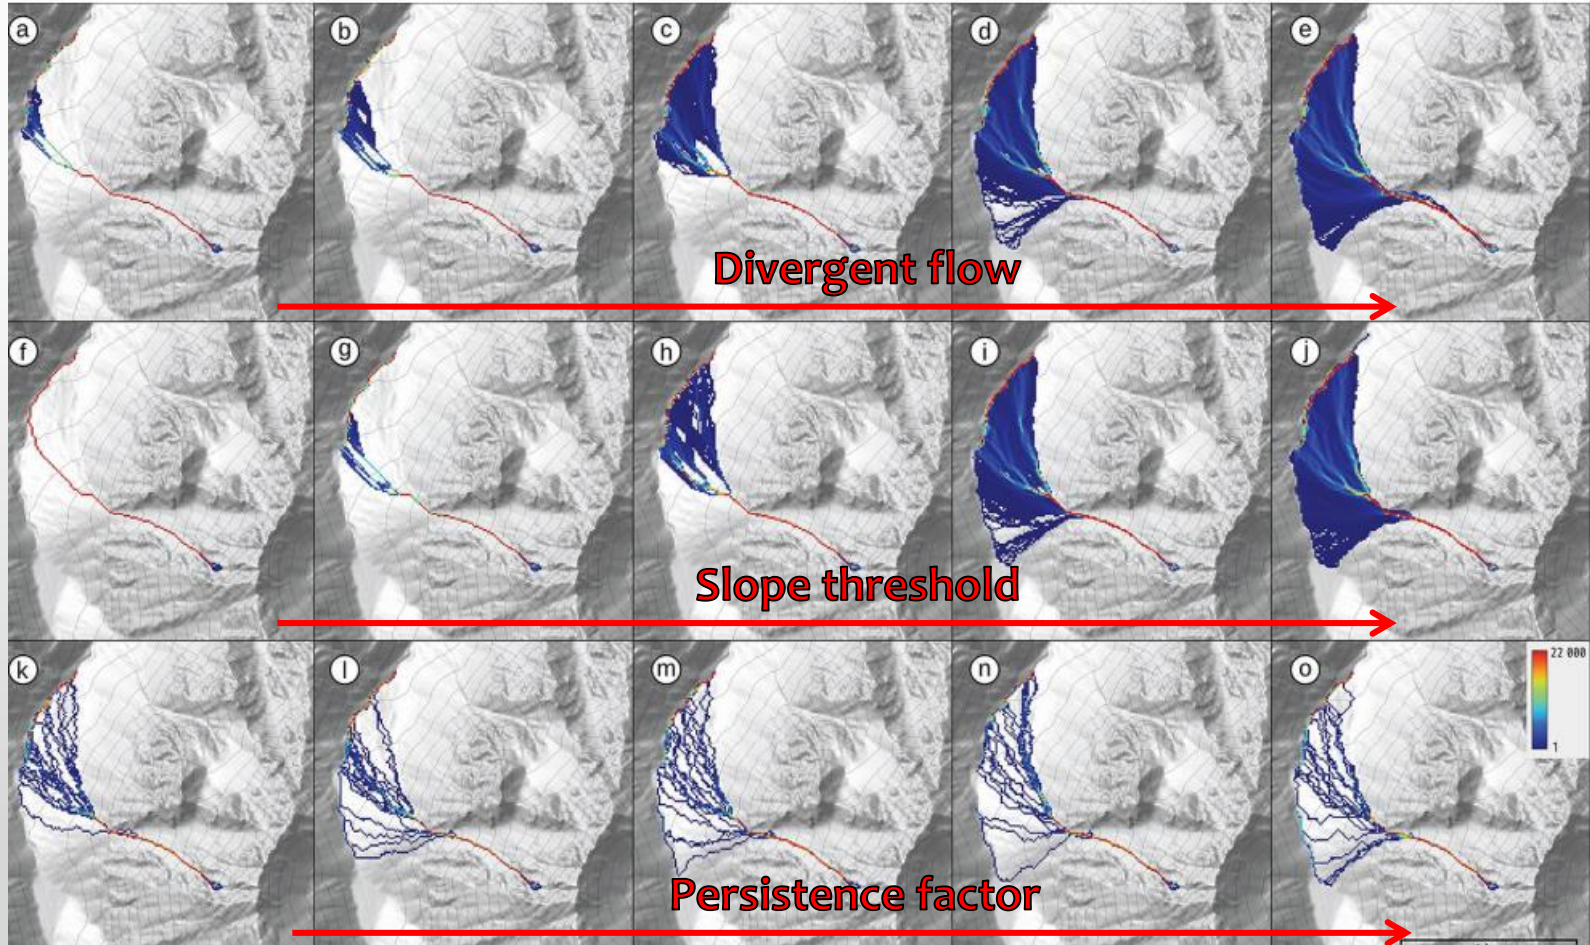 a b c d e
Divergent flow
f g h i j
Slope threshold
k l m n o
22 000
1
Persistence factor